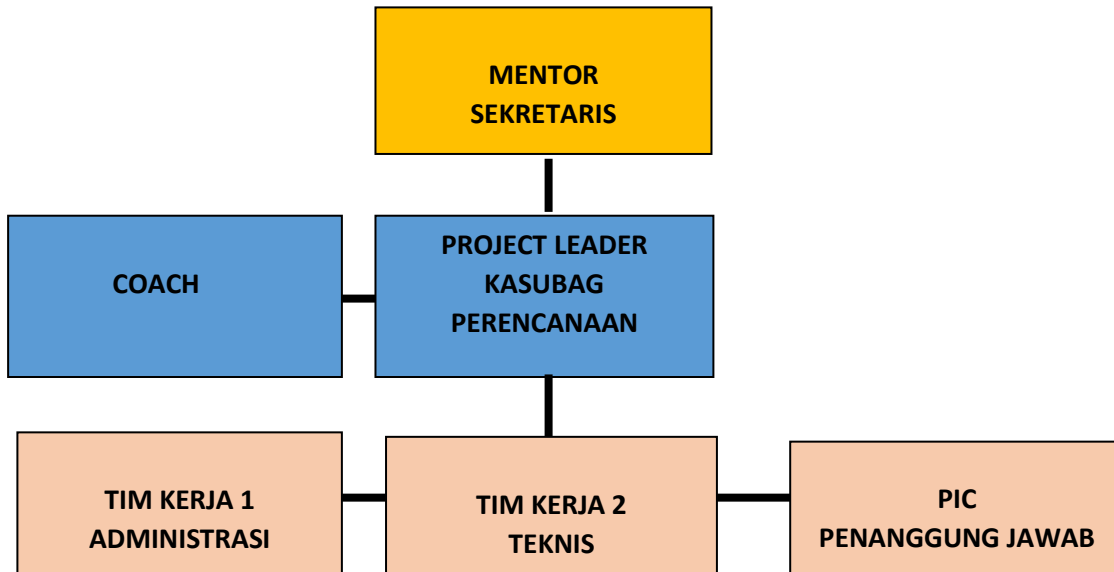 MENTOR
SEKRETARIS
COACH
PROJECT LEADER
KASUBAG
PERENCANAAN
TIM KERJA 1
ADMINISTRASI
TIM KERJA 2
TEKNIS
PIC
PENANGGUNG JAWAB